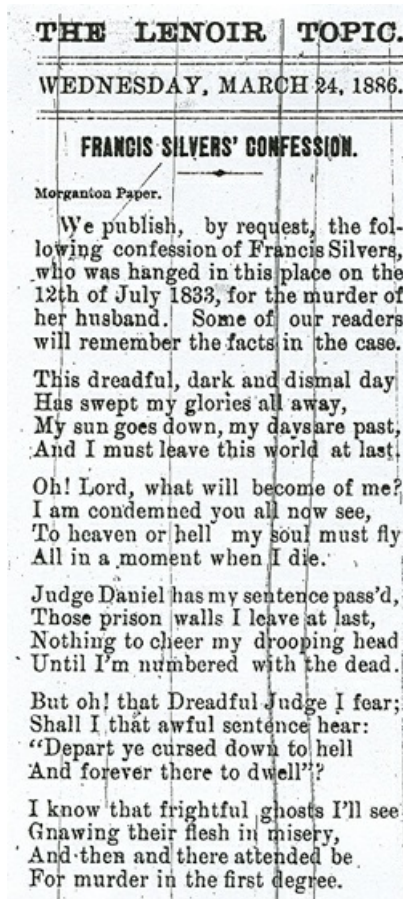 THE LENOIR TOPIC.
WEDNESDAY, MARCH 24, 1886.
FRANCIS SILVERS' CONFESSION.
Morganton Paper.
We publish, by request, the fol-
lowing confession of Francis Silvers,
who was hanged in this place on the
12th of July 1833, for the murder of
her husband. Some of our readers
will remember the facts in the case.
This dreadful, dark and dismal day
Has swept my glories all away,
My sun goes down, my days are past,
And I must leave this world at last.
Oh! Lord, what will become of me?
I am condemned you all now see,
To heaven or hell my soul must fly
All in a moment when I die.
Judge Daniel has my sentence pass'd,
Those prison walls I leave at last,
Nothing to cheer my drooping head
Until I'm numbered with the dead.
But oh! that Dreadful Judge I fear;
Shall I that awful sentence hear:
"Depart ye cursed down to hell
And forever there to dwell"?
I know that frightful ghosts I'll see
Gnawing their flesh in misery,
And then and there attended be
For murder in the first degree.